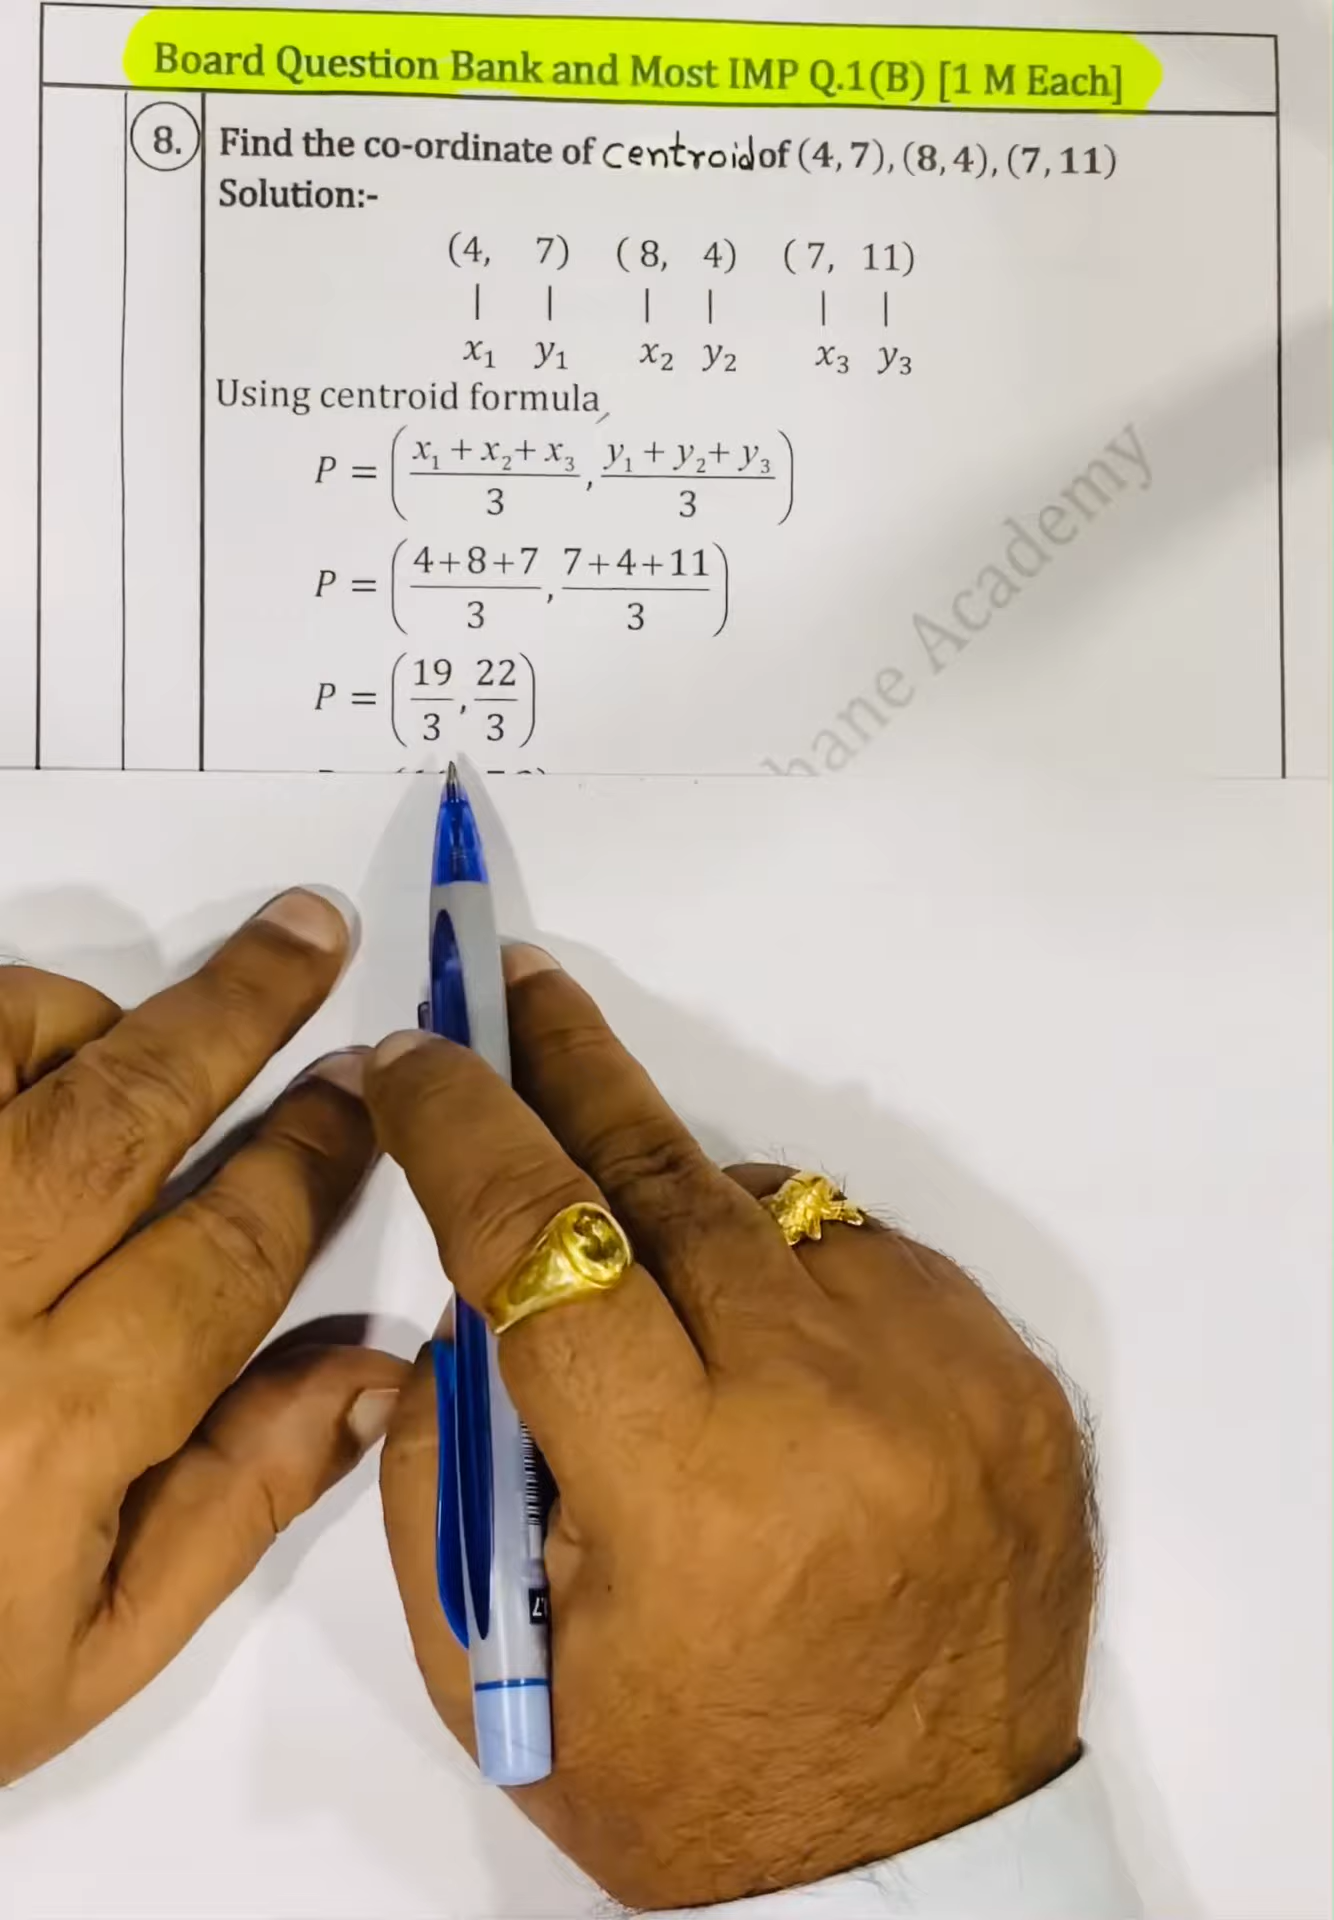 Board Question Bank and Most IMP Q.1(B) [1 M Each]
8. Find the co-ordinate of centroid of (4, 7), (8, 4), (7, 11)
Solution:-
(4, 7) (8, 4) (7, 11)
| | | | | |
x₁ y₁ x₂ y₂ x₃ y₃
Using centroid formula,
P = ( (x₁ + x₂ + x₃)/3 , (y₁ + y₂ + y₃)/3 )
P = ( (4+8+7)/3 , (7+4+11)/3 )
P = ( 19/3 , 22/3 )
hane Academy